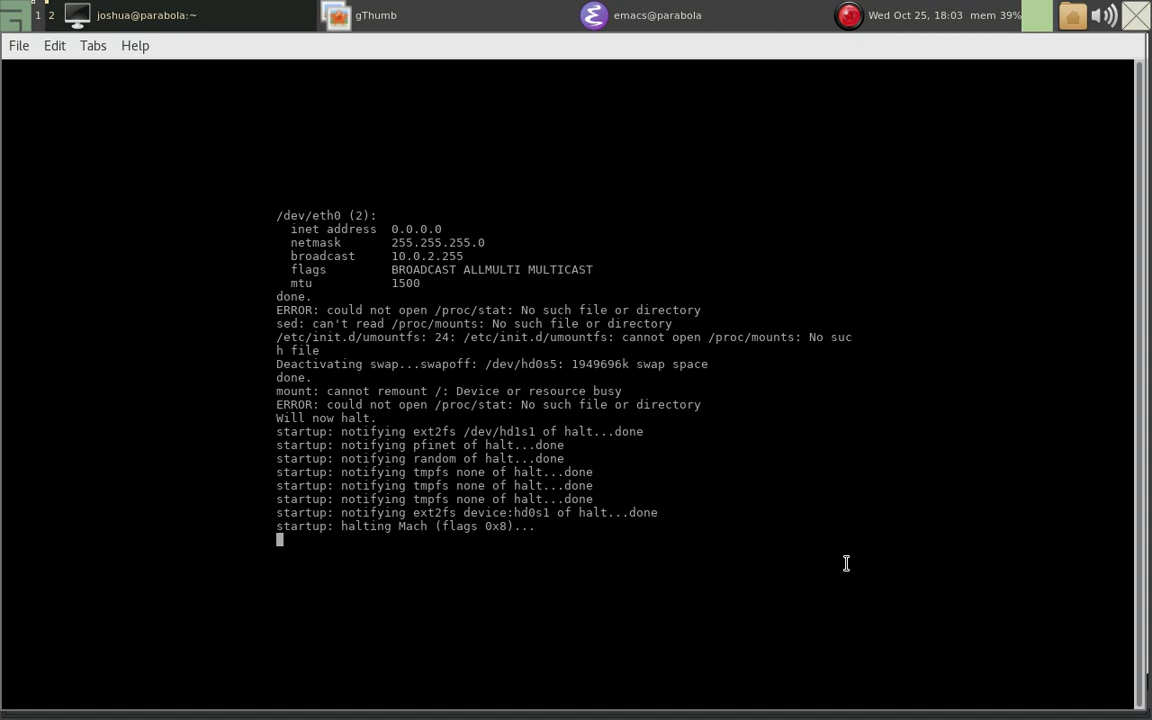 1 2 joshua@parabola:~ gThumb emacs@parabola Wed Oct 25, 18:03 mem 39%
File Edit Tabs Help
/dev/eth0 (2):
  inet address  0.0.0.0
  netmask       255.255.255.0
  broadcast     10.0.2.255
  flags         BROADCAST ALLMULTI MULTICAST
  mtu           1500
done.
ERROR: could not open /proc/stat: No such file or directory
sed: can't read /proc/mounts: No such file or directory
/etc/init.d/umountfs: 24: /etc/init.d/umountfs: cannot open /proc/mounts: No suc
h file
Deactivating swap...swapoff: /dev/hd0s5: 1949696k swap space
done.
mount: cannot remount /: Device or resource busy
ERROR: could not open /proc/stat: No such file or directory
Will now halt.
startup: notifying ext2fs /dev/hd1s1 of halt...done
startup: notifying pfinet of halt...done
startup: notifying random of halt...done
startup: notifying tmpfs none of halt...done
startup: notifying tmpfs none of halt...done
startup: notifying tmpfs none of halt...done
startup: notifying ext2fs device:hd0s1 of halt...done
startup: halting Mach (flags 0x8)...